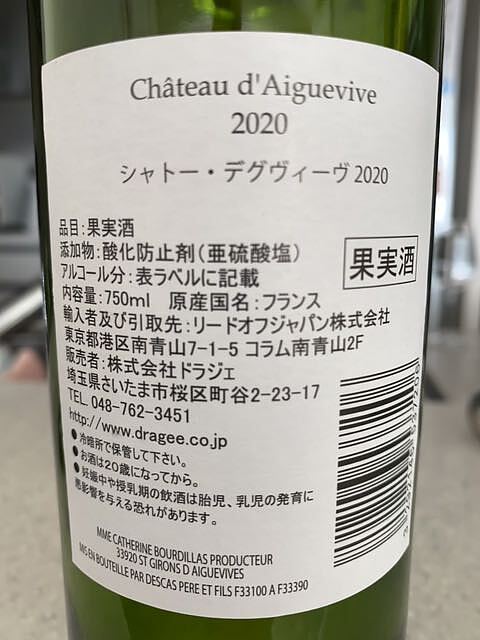 Château d'Aiguevive
2020
シャトー・デグヴィーヴ 2020
品目:果実酒
添加物:酸化防止剤(亜硫酸塩)
アルコール分:表ラベルに記載
果実酒
内容量:750ml 原産国名:フランス
輸入者及び引取先:リードオフジャパン株式会社
東京都港区南青山7-1-5 コラム南青山2F
販売者:株式会社ドラジェ
埼玉県さいたま市桜区町谷2-23-17
TEL. 048-762-3451
http://www.dragee.co.jp
●冷暗所で保管して下さい。
●お酒は20歳になってから。
●妊娠中や授乳期の飲酒は胎児、乳児の発育に
悪影響を与える恐れがあります。
MME CATHERINE BOURDILLAS PRODUCTEUR
33920 ST GIRONS D AIGUEVIVES
MIS EN BOUTEILLE PAR DESCAS PERE ET FILS F33100 A F33390